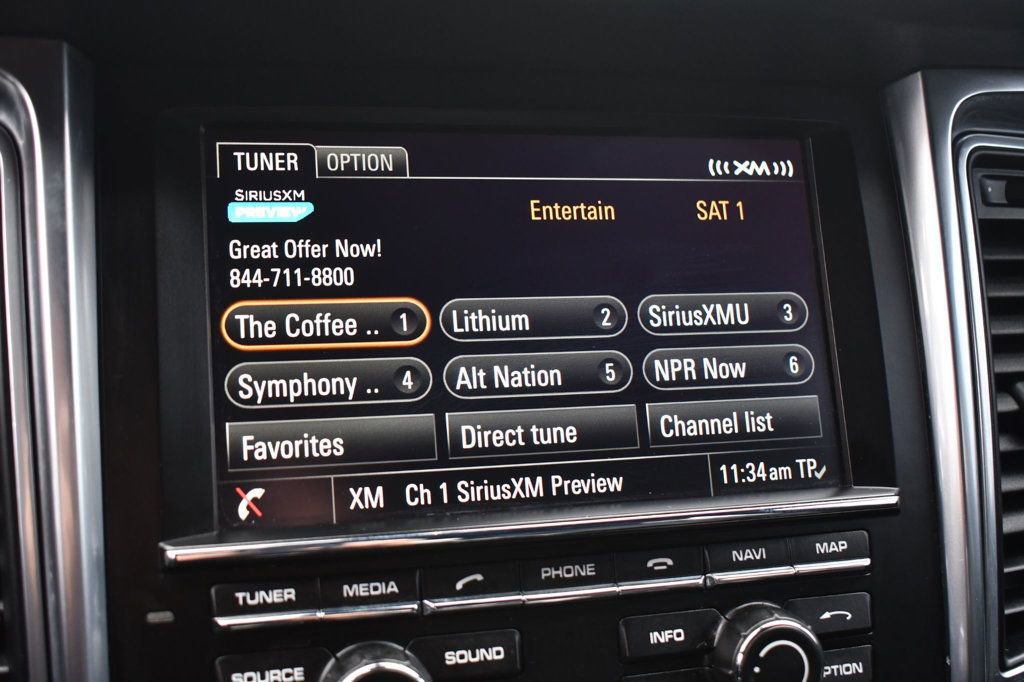 TUNER OPTION XM
SIRIUSXM
PREVIEW Entertain SAT 1
Great Offer Now!
844-711-8800
The Coffee .. 1 Lithium 2 SiriusXMU 3
Symphony .. 4 Alt Nation 5 NPR Now 6
Favorites Direct tune Channel list
XM Ch 1 SiriusXM Preview 11:34 am TP
TUNER MEDIA PHONE NAVI MAP
SOURCE SOUND INFO
PTION